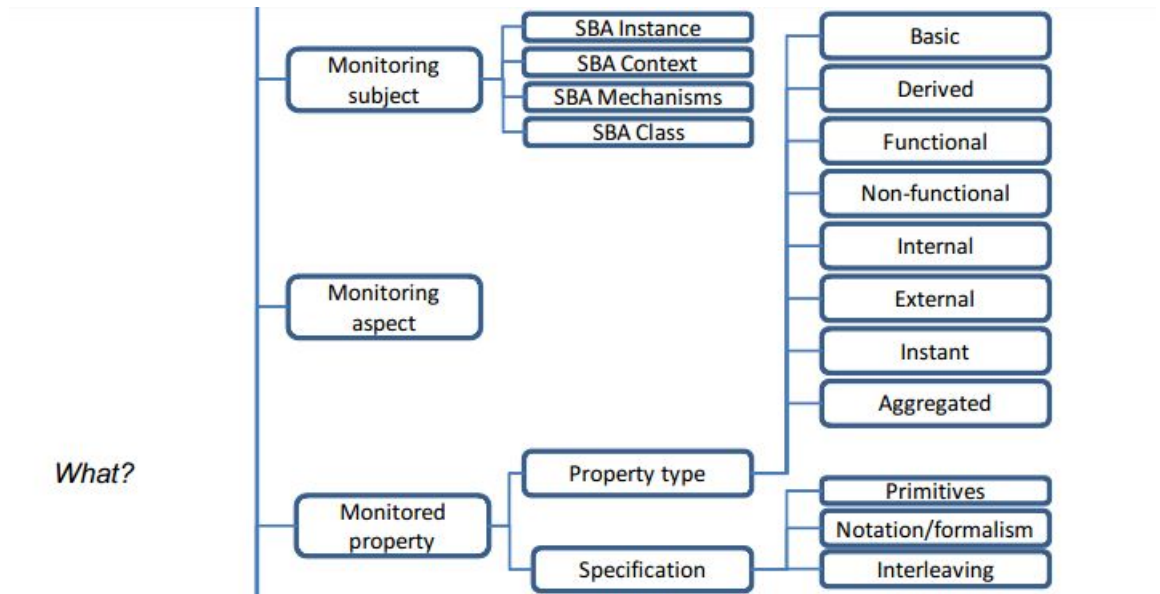 Monitoring
subject
SBA Instance
SBA Context
SBA Mechanisms
SBA Class
Monitoring
aspect
What?
Monitored
property
Property type
Specification
Basic
Derived
Functional
Non-functional
Internal
External
Instant
Aggregated
Primitives
Notation/formalism
Interleaving